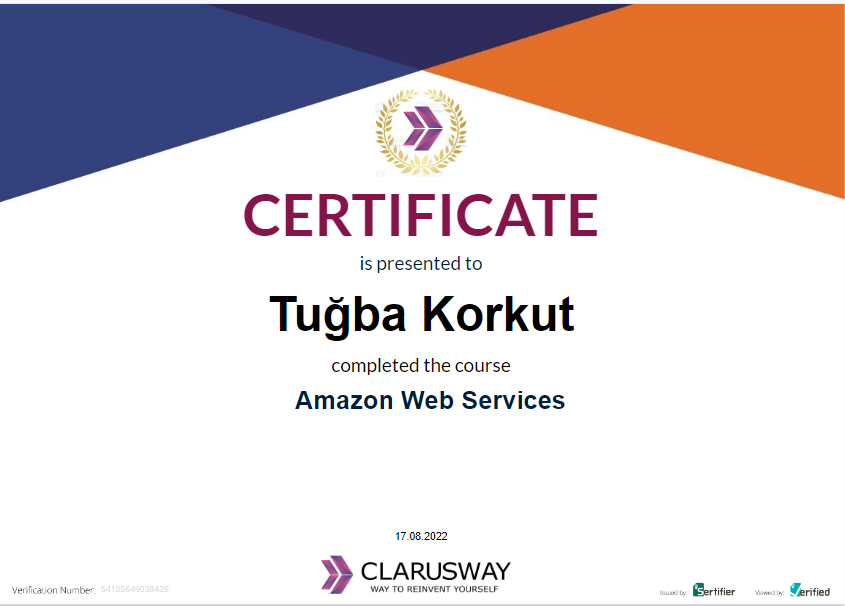 CERTIFICATE
is presented to
Tuğba Korkut
completed the course
Amazon Web Services
17.08.2022
CLARUSWAY
WAY TO REINVENT YOURSELF
Verification Number: 54105649038426
Issued by: Sertifier
Viewed by: Verified